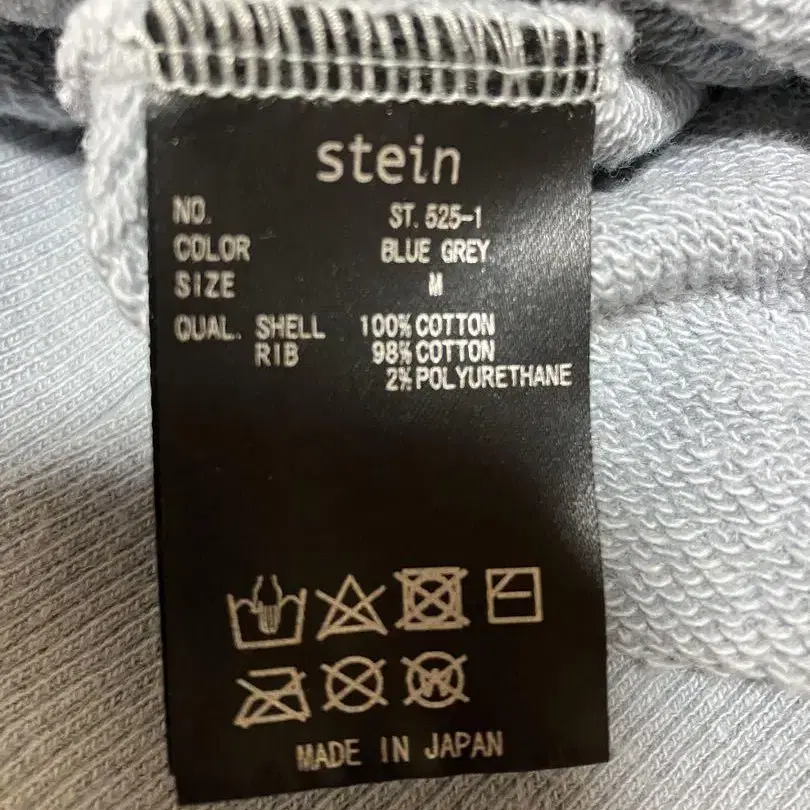 stein
NO. ST.525-1
COLOR BLUE GREY
SIZE M
QUAL. SHELL 100% COTTON
RIB 98% COTTON
2% POLYURETHANE
W
MADE IN JAPAN